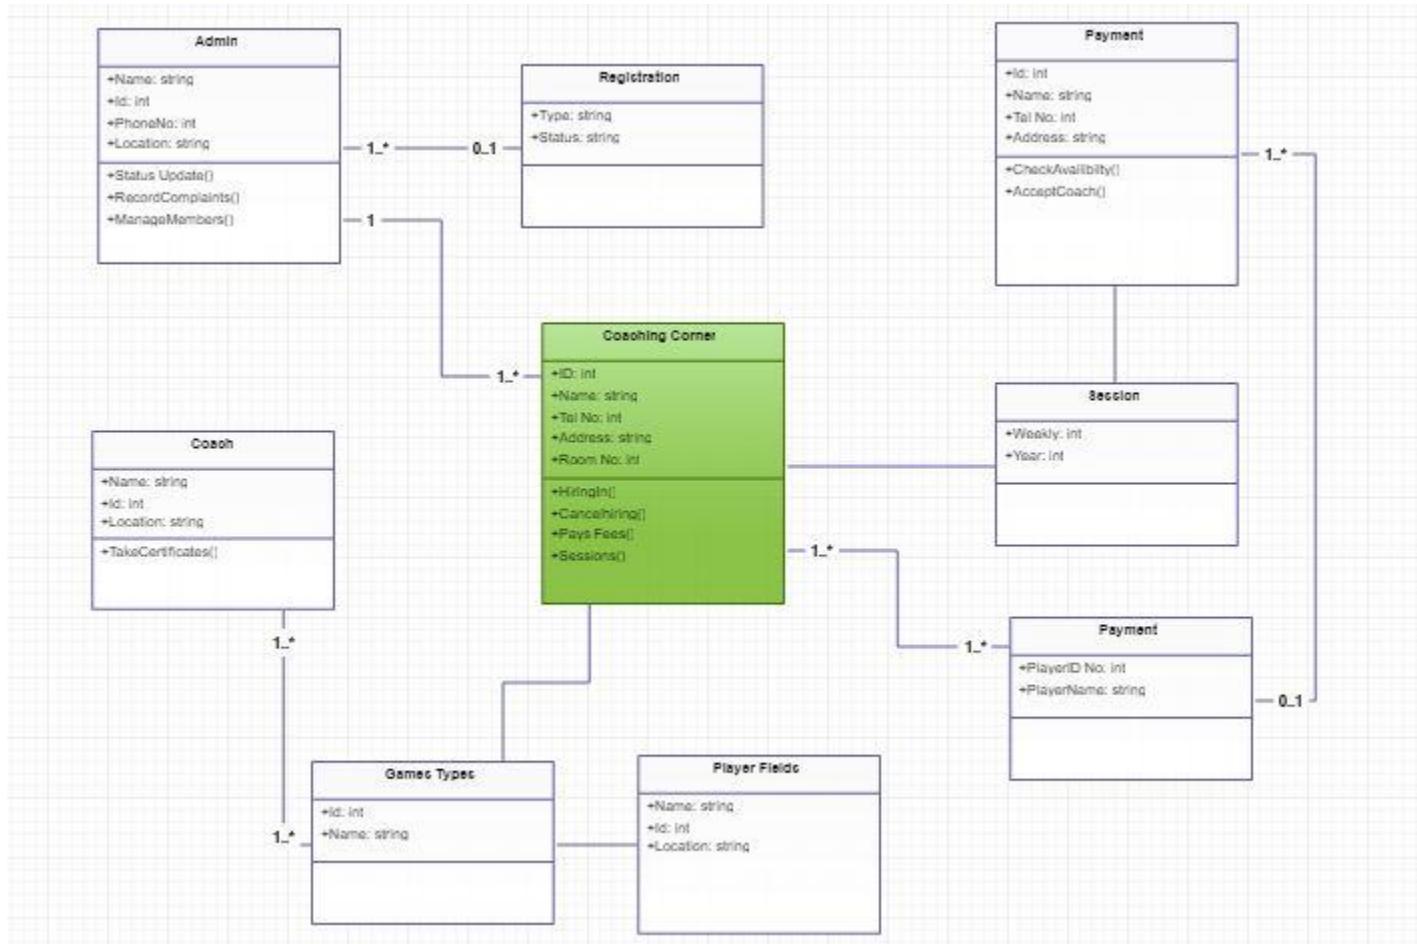 Admin
+Name: string
+Id: int
+PhoneNo: int
+Location: string
+Status Update()
+RecordComplaints()
+ManageMembers()
1..*
0..1
1
Registration
+Type: string
+Status: string
Payment
+Id: int
+Name: string
+Tel No: int
+Address: string
+CheckAvailibilty()
+AcceptCoach()
1..*
Coaching Corner
+ID: int
+Name: string
+Tel No: int
+Address: string
+Room No: int
+HiringIn()
+Cancelhiring()
+Pays Fees()
+Sessions()
1..*
1..*
Session
+Weekly: int
+Year: int
Coach
+Name: string
+Id: int
+Location: string
+TakeCertificates()
1..*
1..*
1..*
Payment
+PlayerID No: int
+PlayerName: string
0..1
Games Types
+Id: int
+Name: string
Player Fields
+Name: string
+Id: int
+Location: string